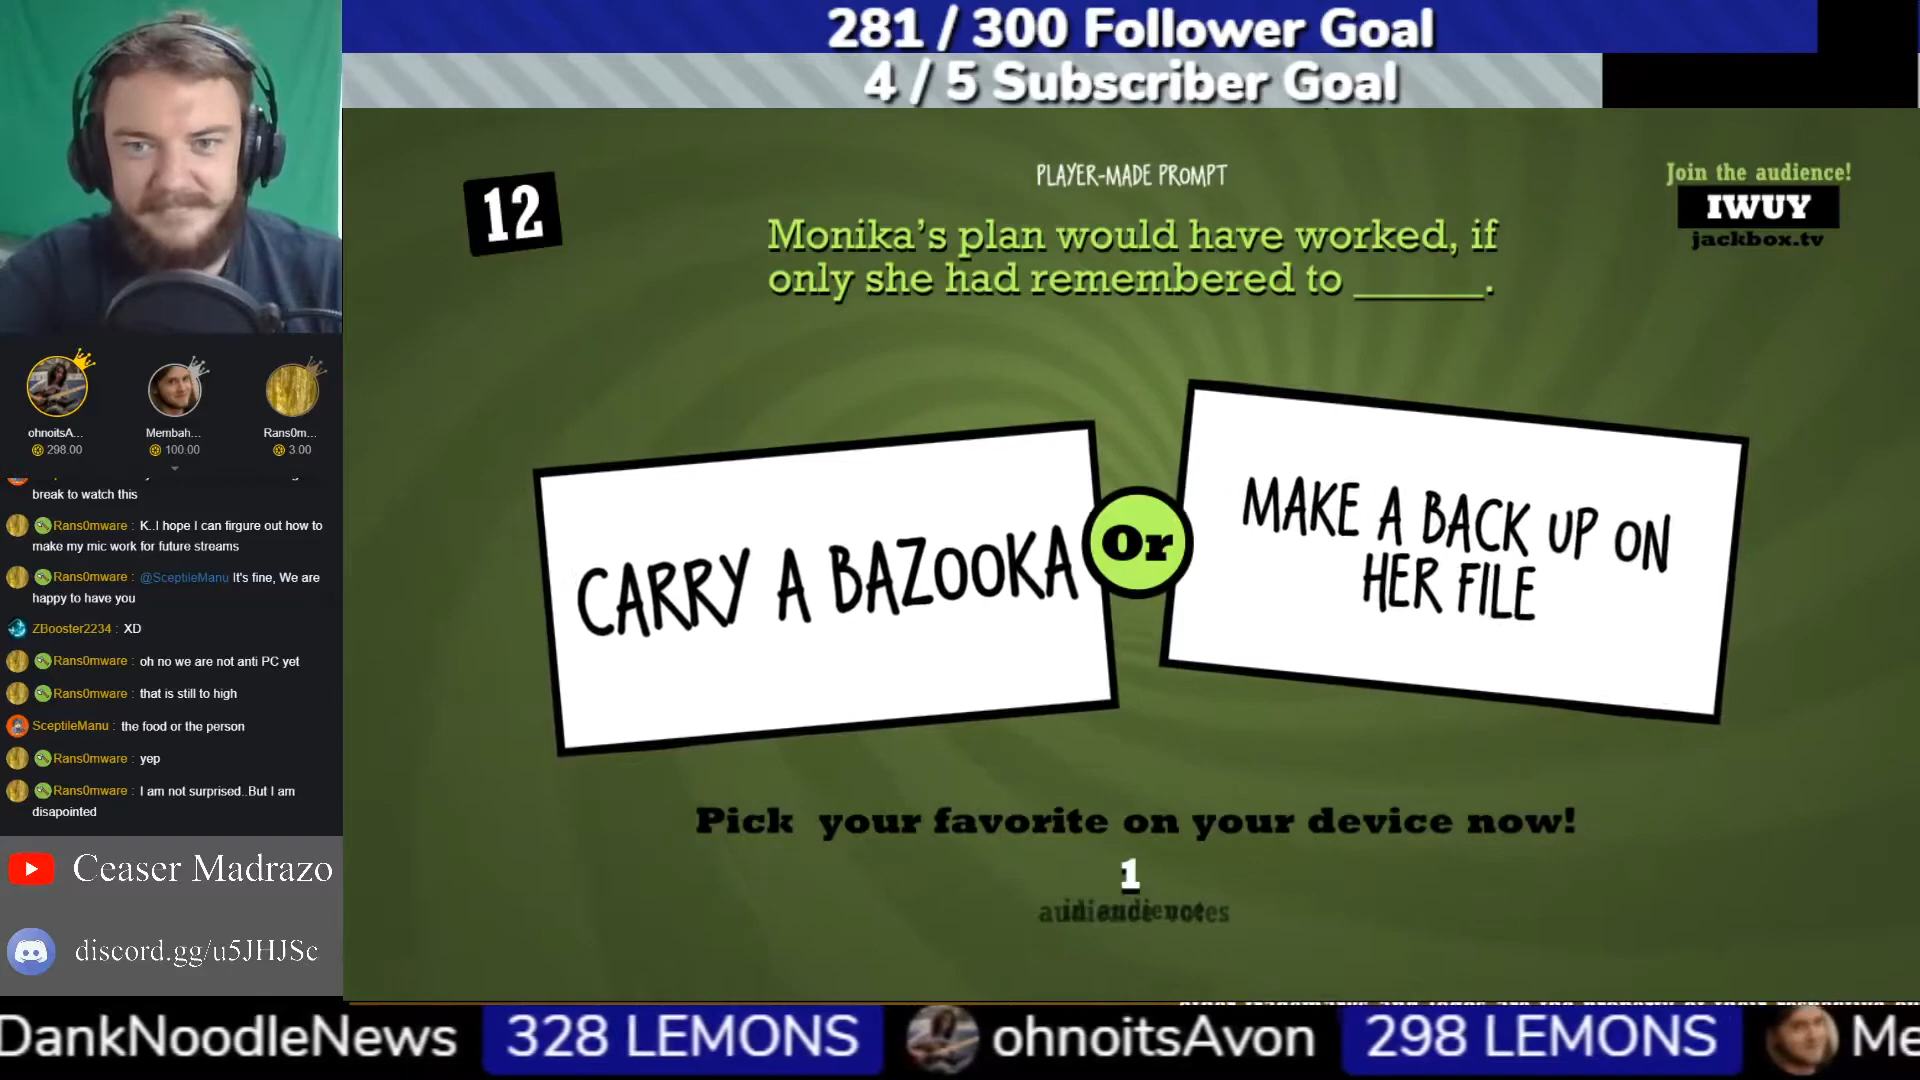 281 / 300 Follower Goal
4 / 5 Subscriber Goal
12
PLAYER-MADE PROMPT
Monika's plan would have worked, if
only she had remembered to ______.
Join the audience!
IWUY
jackbox.tv
CARRY A BAZOOKA
Or
MAKE A BACK UP ON
HER FILE
Pick your favorite on your device now!
1
ohnoitsA...
Membah...
Rans0m...
298.00
100.00
3.00
break to watch this
Rans0mware : K..I hope I can firgure out how to
make my mic work for future streams
Rans0mware : @SceptileManu It's fine, We are
happy to have you
ZBooster2234 : XD
Rans0mware : oh no we are not anti PC yet
Rans0mware : that is still to high
SceptileManu : the food or the person
Rans0mware : yep
Rans0mware : I am not surprised..But I am
disapointed
Ceaser Madrazo
discord.gg/u5JHJSc
DankNoodleNews 328 LEMONS ohnoitsAvon 298 LEMONS Me